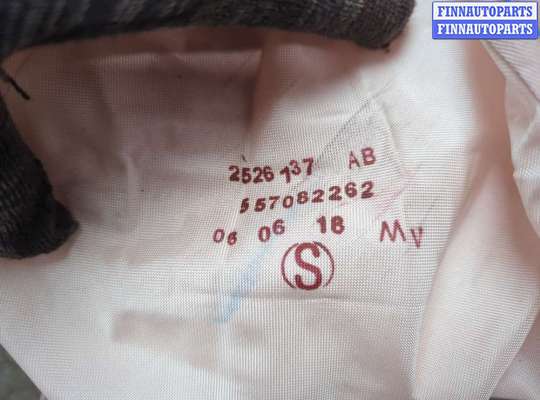 FINNAUTOPARTS
FINNAUTOPARTS
2526137 AB
557082262
06 06 18 MV
S